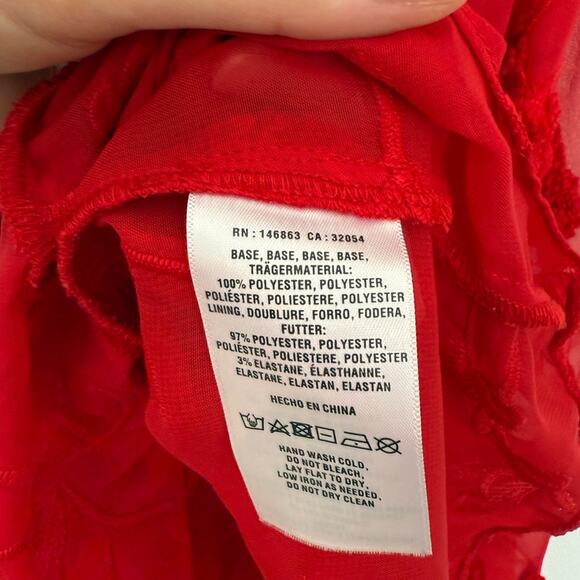 RN : 146863 CA : 32054
BASE, BASE, BASE, BASE,
TRÄGERMATERIAL:
100% POLYESTER, POLYESTER,
POLIÉSTER, POLIESTERE, POLYESTER
LINING, DOUBLURE, FORRO, FODERA,
FUTTER:
97% POLYESTER, POLYESTER,
POLIÉSTER, POLIESTERE, POLYESTER
3% ELASTANE, ÉLASTHANNE,
ELASTANE, ELASTAN, ELASTAN
HECHO EN CHINA
HAND WASH COLD,
DO NOT BLEACH,
LAY FLAT TO DRY,
LOW IRON AS NEEDED,
DO NOT DRY CLEAN